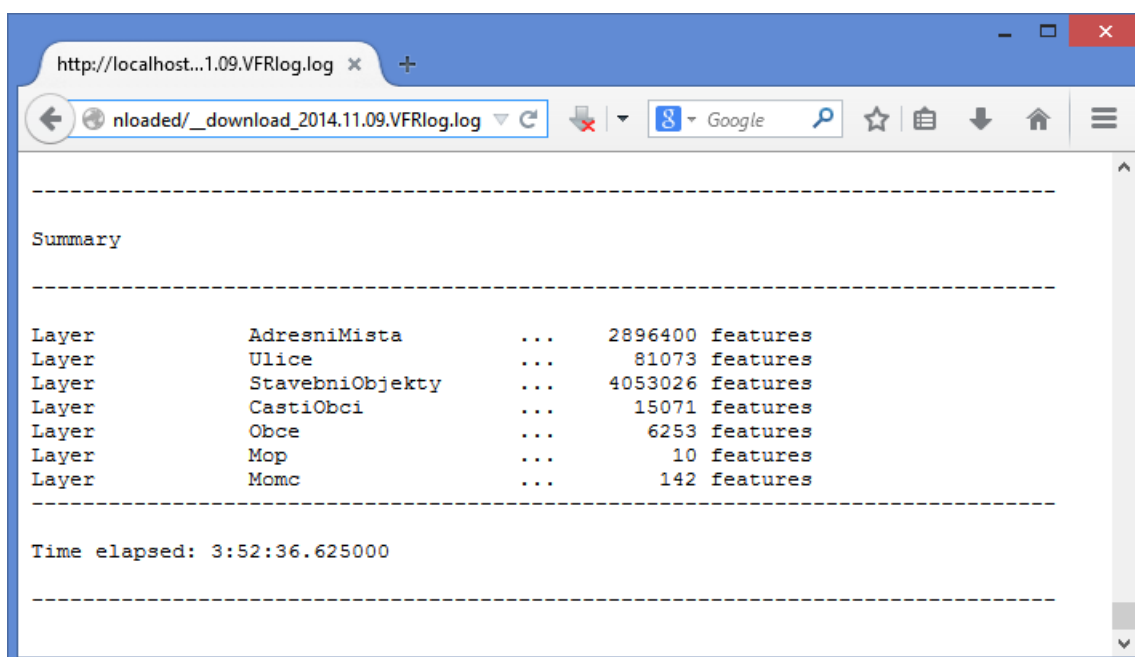 http://localhost...1.09.VFRlog.log
nloaded/__download_2014.11.09.VFRlog.log
8 Google
--------------------------------------------------------------------------------
Summary
--------------------------------------------------------------------------------
Layer AdresniMista ... 2896400 features
Layer Ulice ... 81073 features
Layer StavebniObjekty ... 4053026 features
Layer CastiObci ... 15071 features
Layer Obce ... 6253 features
Layer Mop ... 10 features
Layer Momc ... 142 features
--------------------------------------------------------------------------------
Time elapsed: 3:52:36.625000
--------------------------------------------------------------------------------